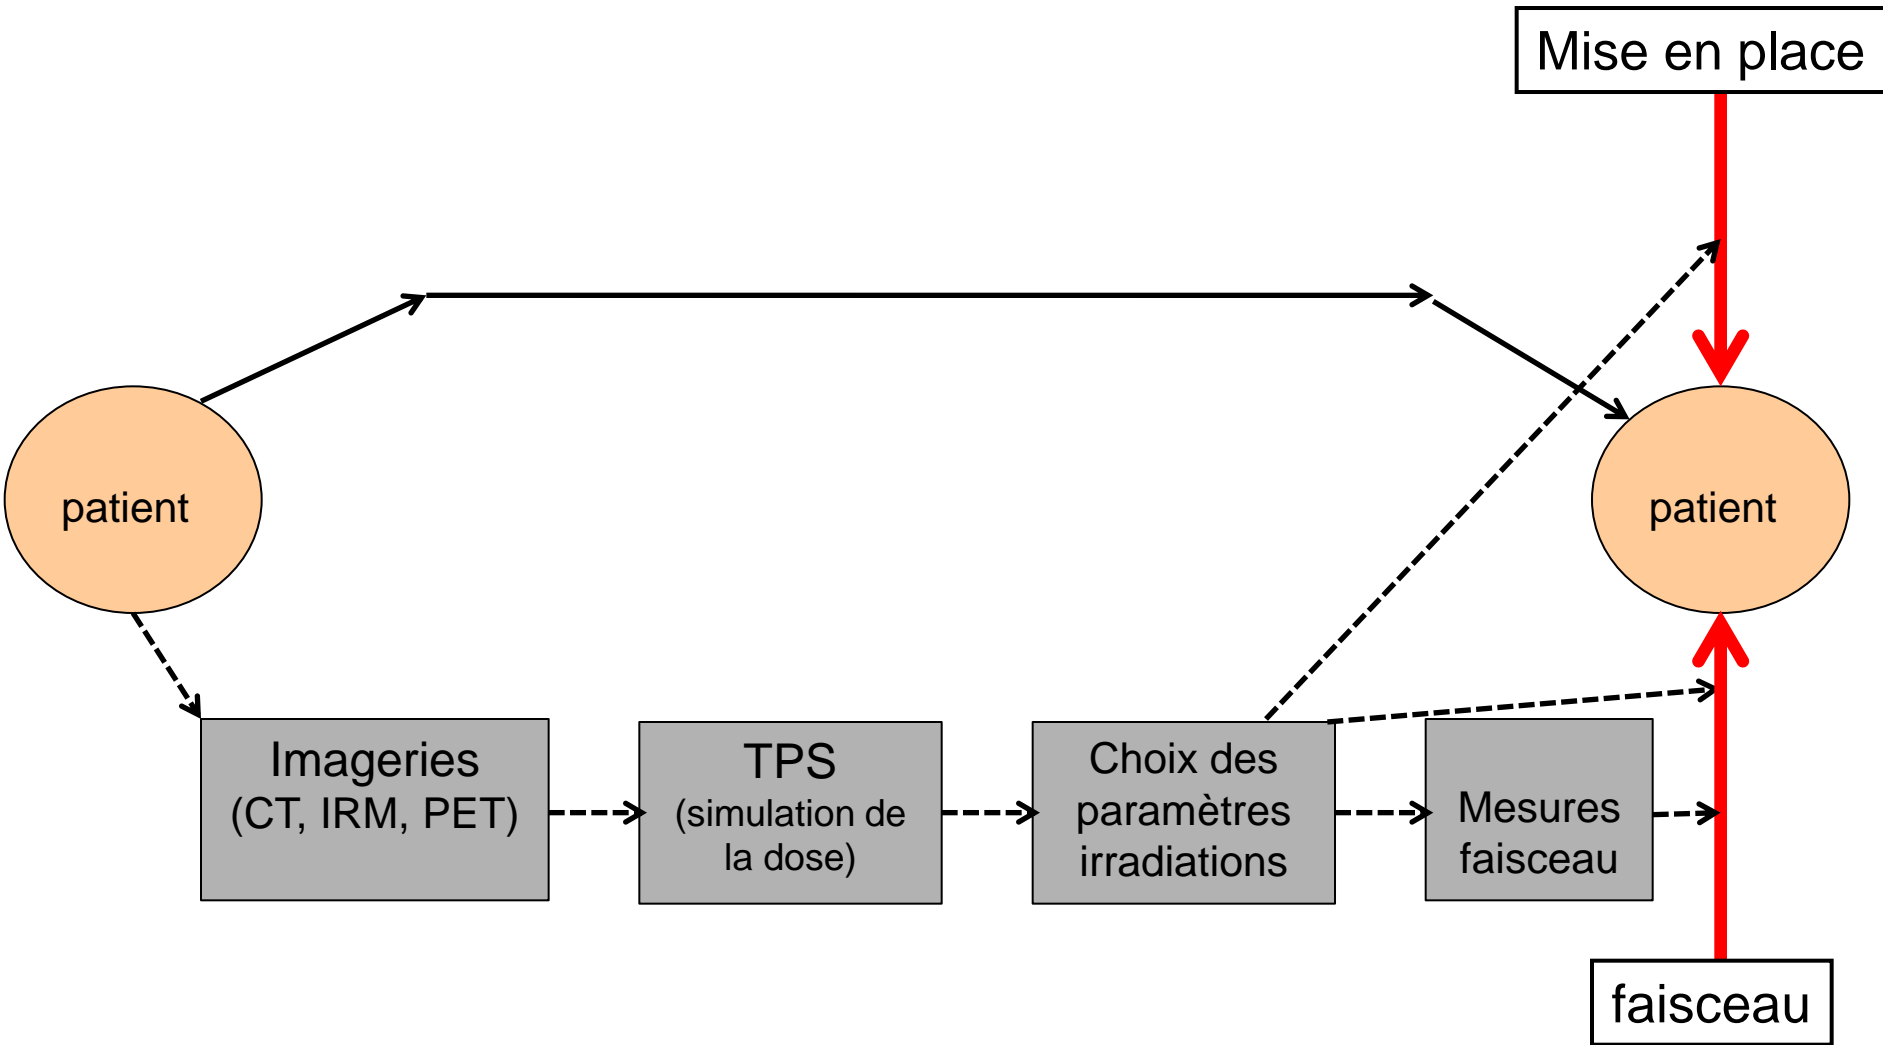 Mise en place
patient
patient
Imageries
(CT, IRM, PET)
TPS
(simulation de
la dose)
Choix des
paramètres
irradiations
Mesures
faisceau
faisceau